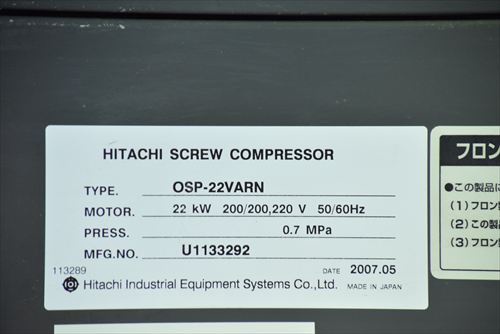 HITACHI SCREW COMPRESSOR
TYPE. OSP-22VARN
MOTOR. 22 kW 200/200,220 V 50/60Hz
PRESS. 0.7 MPa
MFG.NO. U1133292
113289
DATE 2007.05
Hitachi Industrial Equipment Systems Co.,Ltd. MADE IN JAPAN
フロン
●この製品に
(1)フロン
(2)この製
(3)フロン